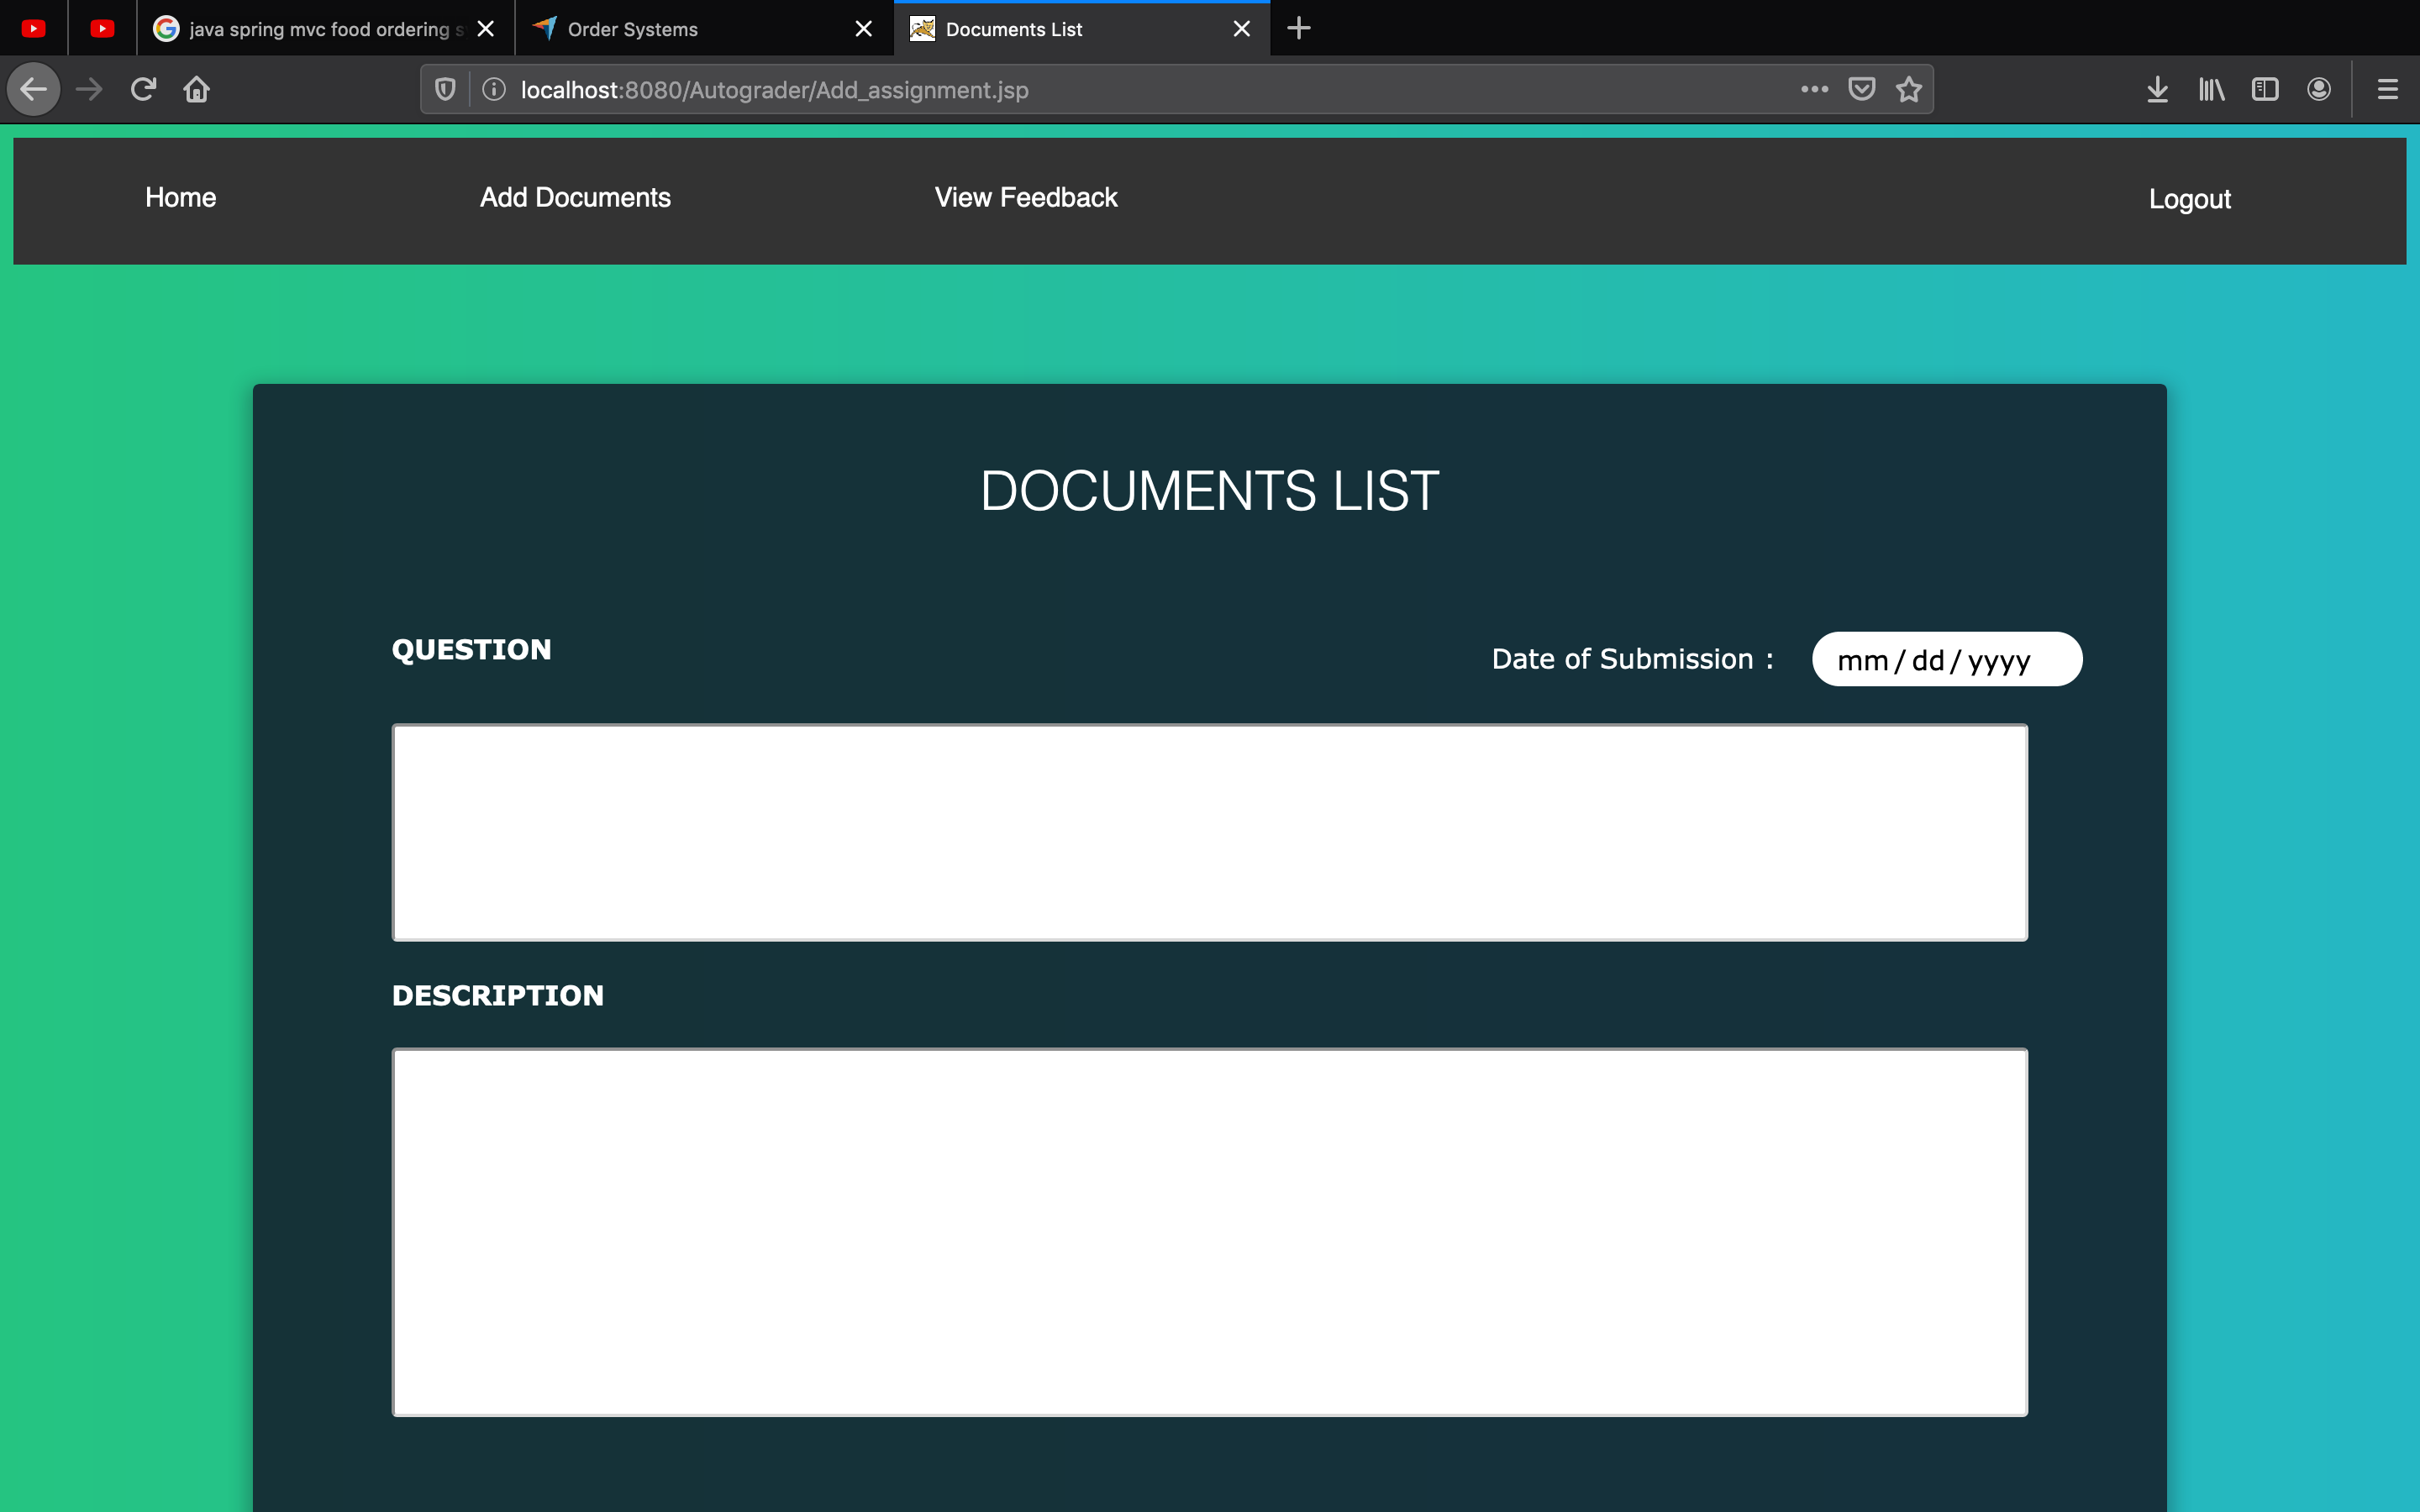 java spring mvc food ordering s
Order Systems
Documents List
localhost:8080/Autograder/Add_assignment.jsp
Home
Add Documents
View Feedback
Logout
DOCUMENTS LIST
QUESTION
Date of Submission :
mm / dd / yyyy
DESCRIPTION